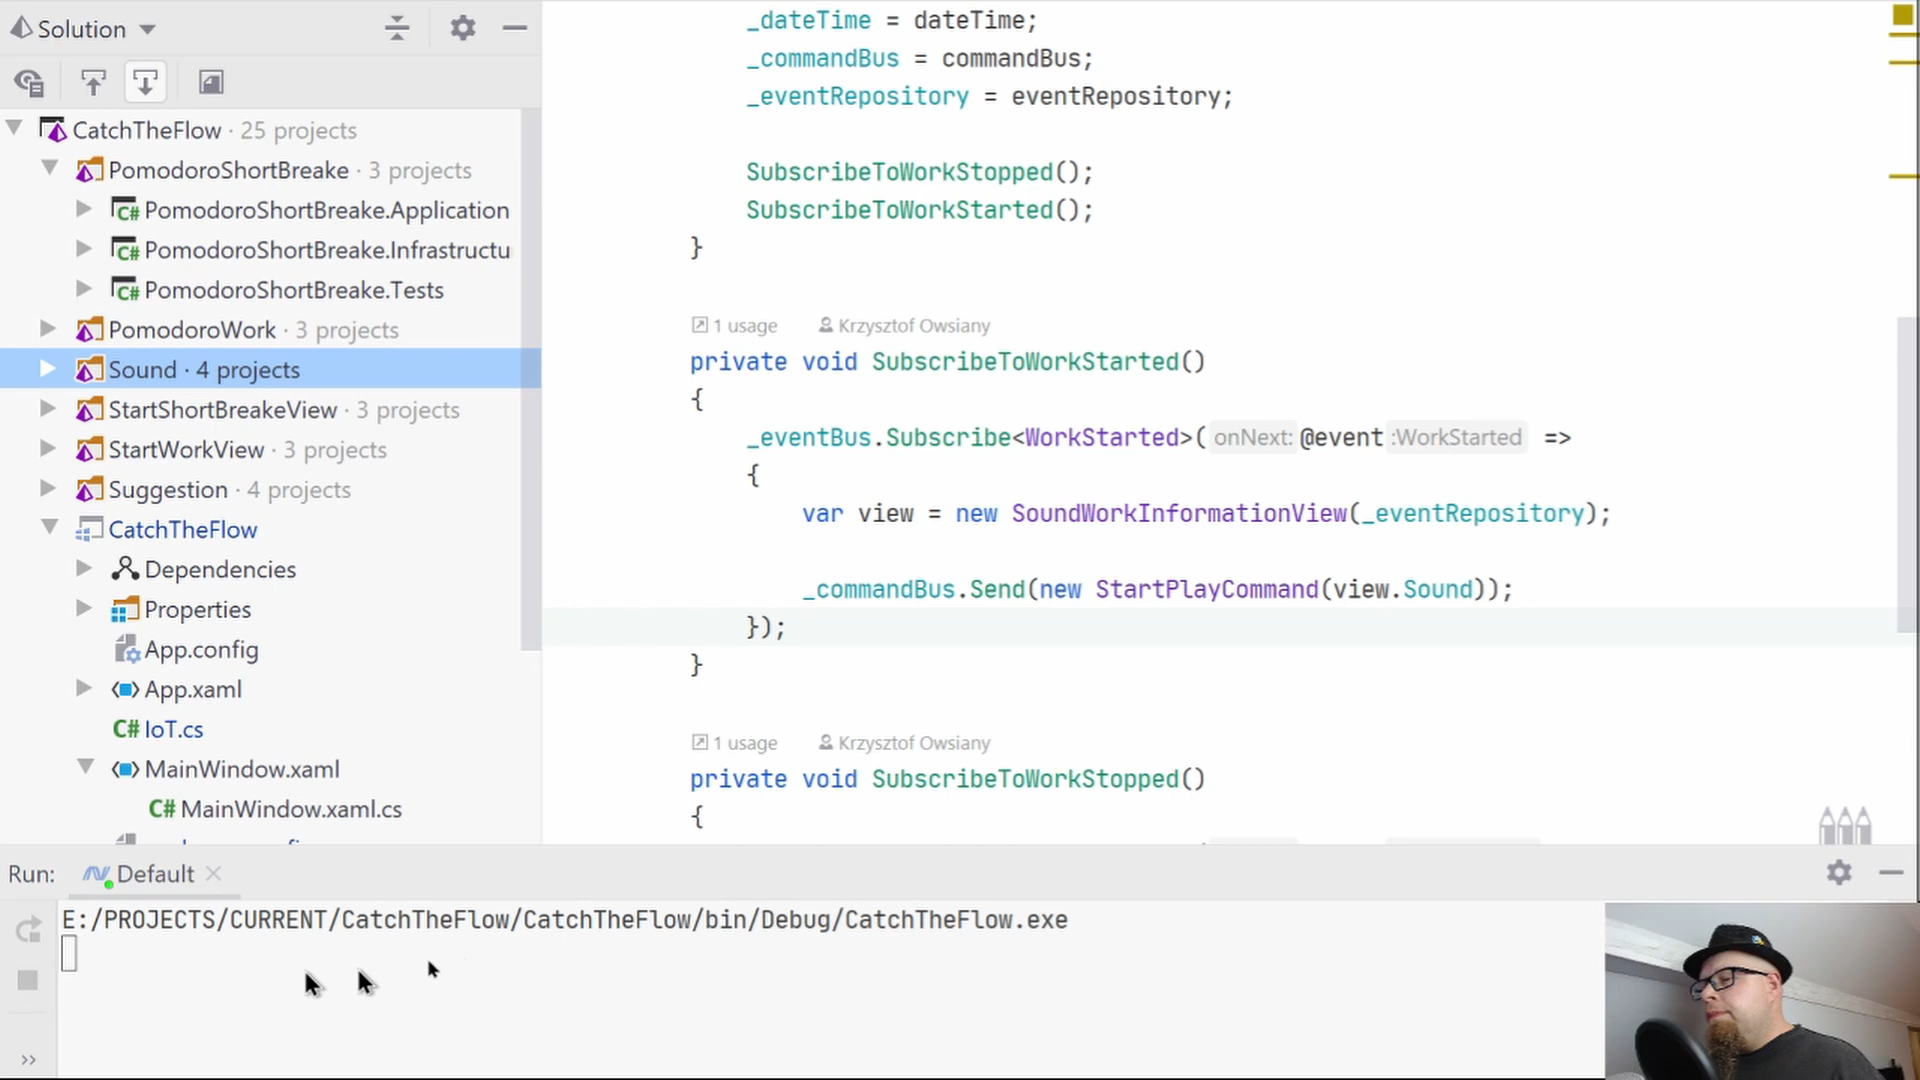 Solution
CatchTheFlow · 25 projects
PomodoroShortBreake · 3 projects
C# PomodoroShortBreake.Application
C# PomodoroShortBreake.Infrastructu
C# PomodoroShortBreake.Tests
PomodoroWork · 3 projects
Sound · 4 projects
StartShortBreakeView · 3 projects
StartWorkView · 3 projects
Suggestion · 4 projects
CatchTheFlow
Dependencies
Properties
App.config
App.xaml
C# IoT.cs
MainWindow.xaml
C# MainWindow.xaml.cs
_dateTime = dateTime;
_commandBus = commandBus;
_eventRepository = eventRepository;
SubscribeToWorkStopped();
SubscribeToWorkStarted();
}
1 usage Krzysztof Owsiany
private void SubscribeToWorkStarted()
{
_eventBus.Subscribe<WorkStarted>( onNext: @event :WorkStarted =>
{
var view = new SoundWorkInformationView(_eventRepository);
_commandBus.Send(new StartPlayCommand(view.Sound));
});
}
1 usage Krzysztof Owsiany
private void SubscribeToWorkStopped()
{
Run: Default
E:/PROJECTS/CURRENT/CatchTheFlow/CatchTheFlow/bin/Debug/CatchTheFlow.exe